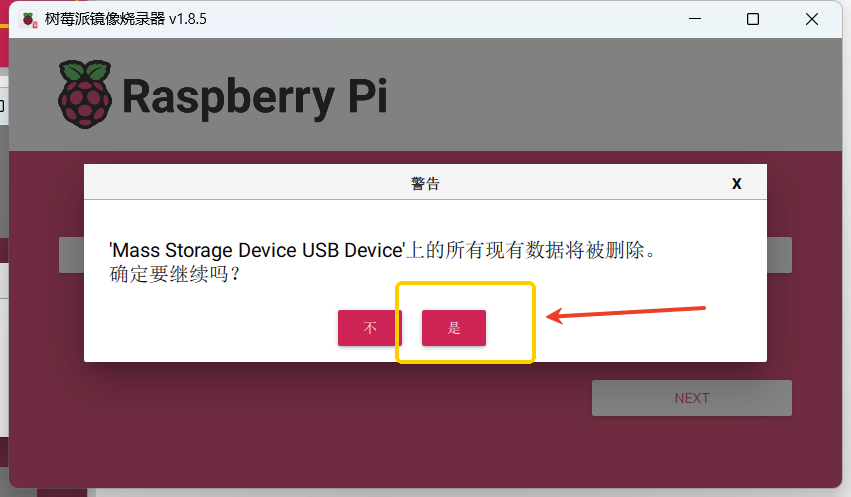 树莓派镜像烧录器 v1.8.5
Raspberry Pi
警告
X
'Mass Storage Device USB Device'上的所有现有数据将被删除。
确定要继续吗？
不
是
NEXT